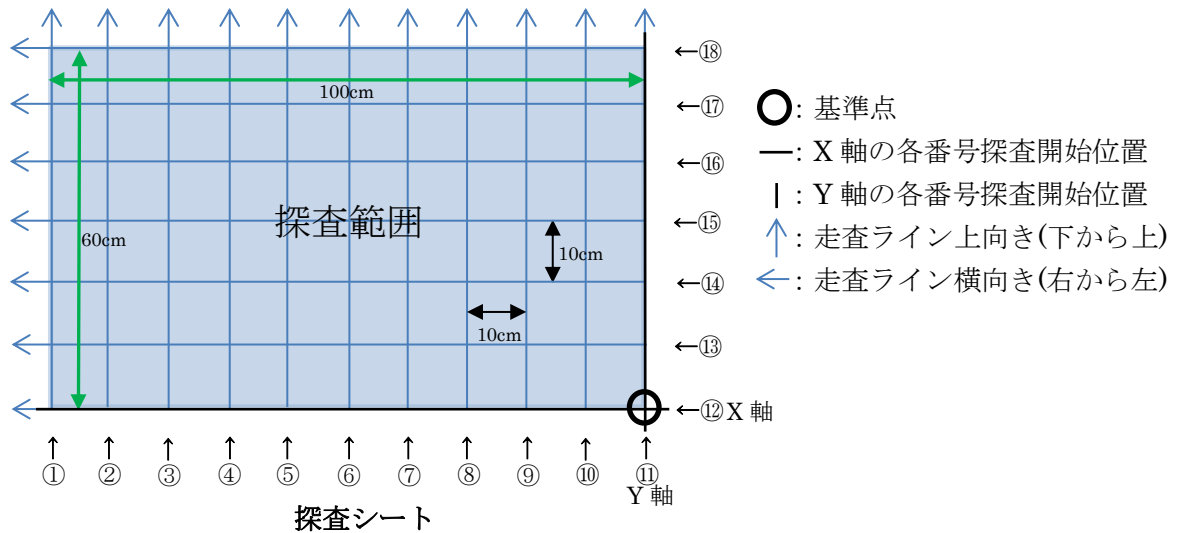 ←⑱
100cm
←⑰
○: 基準点
←⑯
―: X 軸の各番号探査開始位置
|: Y 軸の各番号探査開始位置
探査範囲
←⑮
60cm
10cm
↑: 走査ライン上向き(下から上)
←⑭
←: 走査ライン横向き(右から左)
10cm
←⑬
←⑫X 軸
↑ ↑ ↑ ↑ ↑ ↑ ↑ ↑ ↑ ↑ ↑
① ② ③ ④ ⑤ ⑥ ⑦ ⑧ ⑨ ⑩ ⑪
Y 軸
探査シート